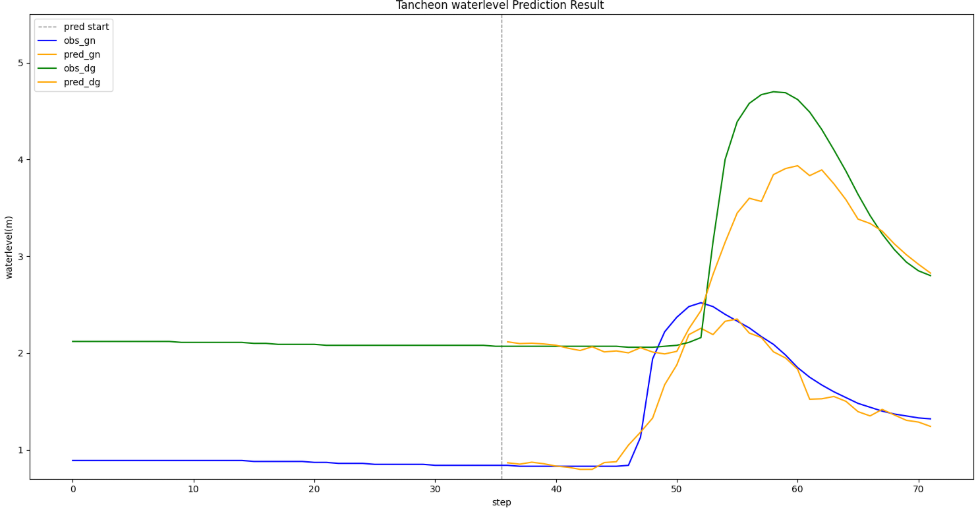 Tancheon waterlevel Prediction Result
pred start
obs_gn
pred_gn
obs_dg
pred_dg
5
4
3
2
1
waterlevel(m)
0 10 20 30 40 50 60 70
step